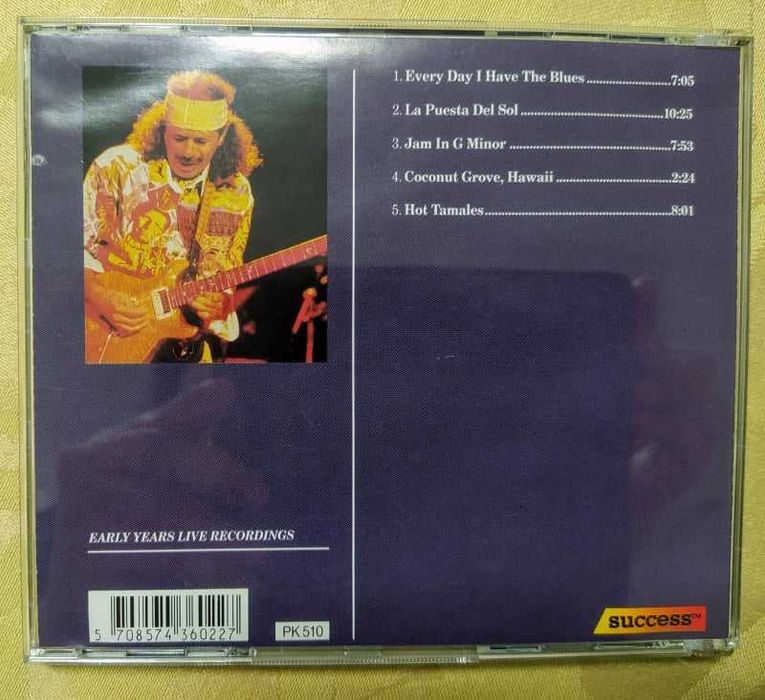 1. Every Day I Have The Blues ........................7:05
2. La Puesta Del Sol ..........................................10:25
3. Jam In G Minor ..............................................7:53
4. Coconut Grove, Hawaii .................................2:24
5. Hot Tamales.....................................................8:01
EARLY YEARS LIVE RECORDINGS
5 708574 360227
PK 510
success™